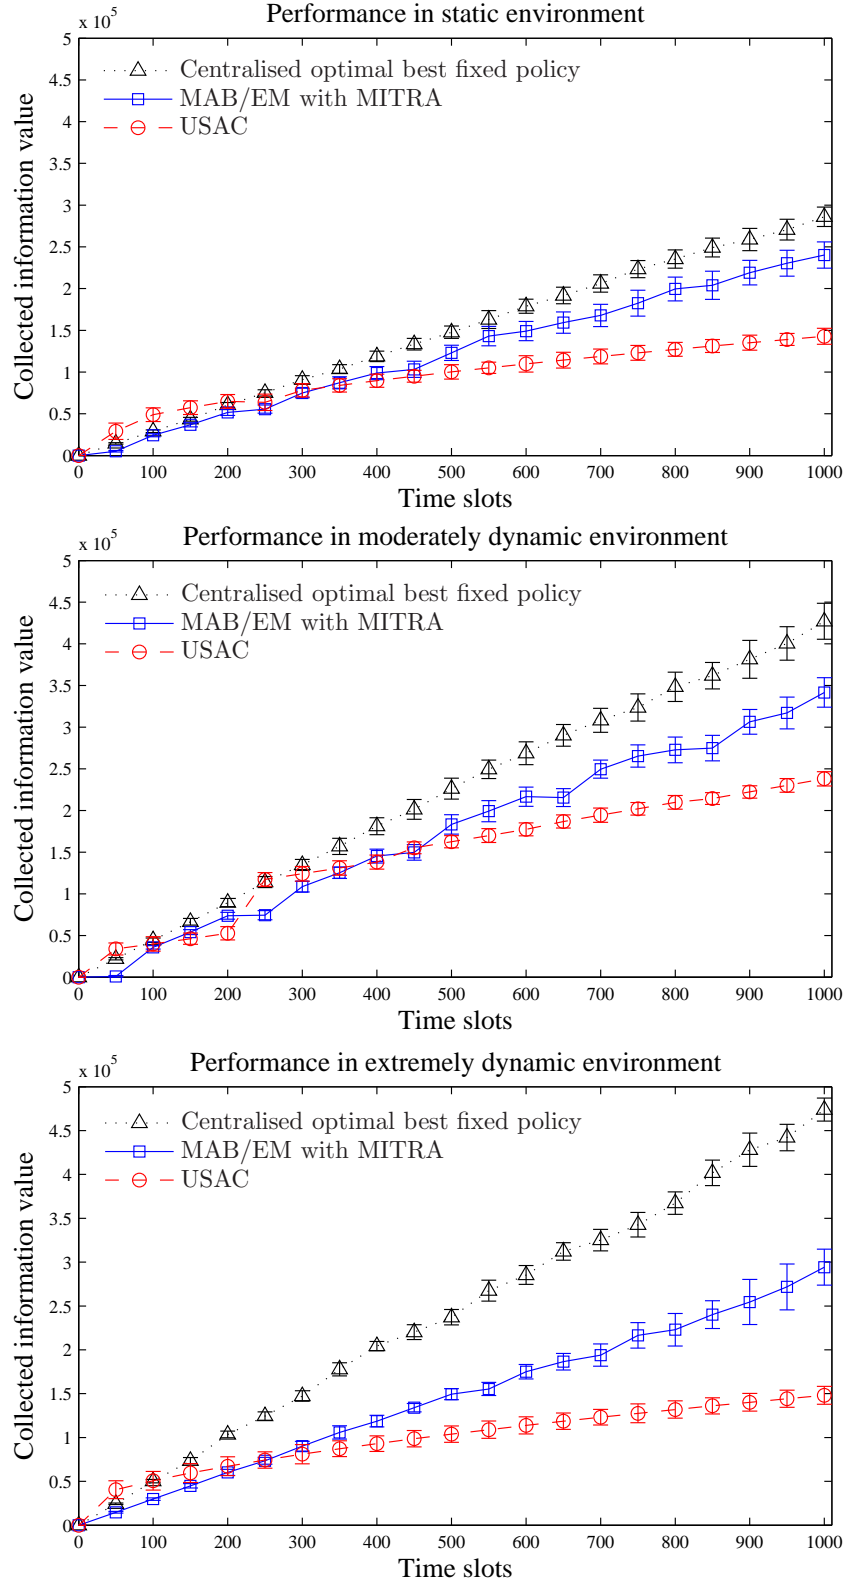 Performance in static environment
x 10^5
5
4.5
4
3.5
3
2.5
2
1.5
1
0.5
0
Collected information value
Centralised optimal best fixed policy
MAB/EM with MITRA
USAC
0 100 200 300 400 500 600 700 800 900 1000
Time slots
Performance in moderately dynamic environment
x 10^5
5
4.5
4
3.5
3
2.5
2
1.5
1
0.5
0
Collected information value
Centralised optimal best fixed policy
MAB/EM with MITRA
USAC
0 100 200 300 400 500 600 700 800 900 1000
Time slots
Performance in extremely dynamic environment
x 10^5
5
4.5
4
3.5
3
2.5
2
1.5
1
0.5
0
Collected information value
Centralised optimal best fixed policy
MAB/EM with MITRA
USAC
0 100 200 300 400 500 600 700 800 900 1000
Time slots